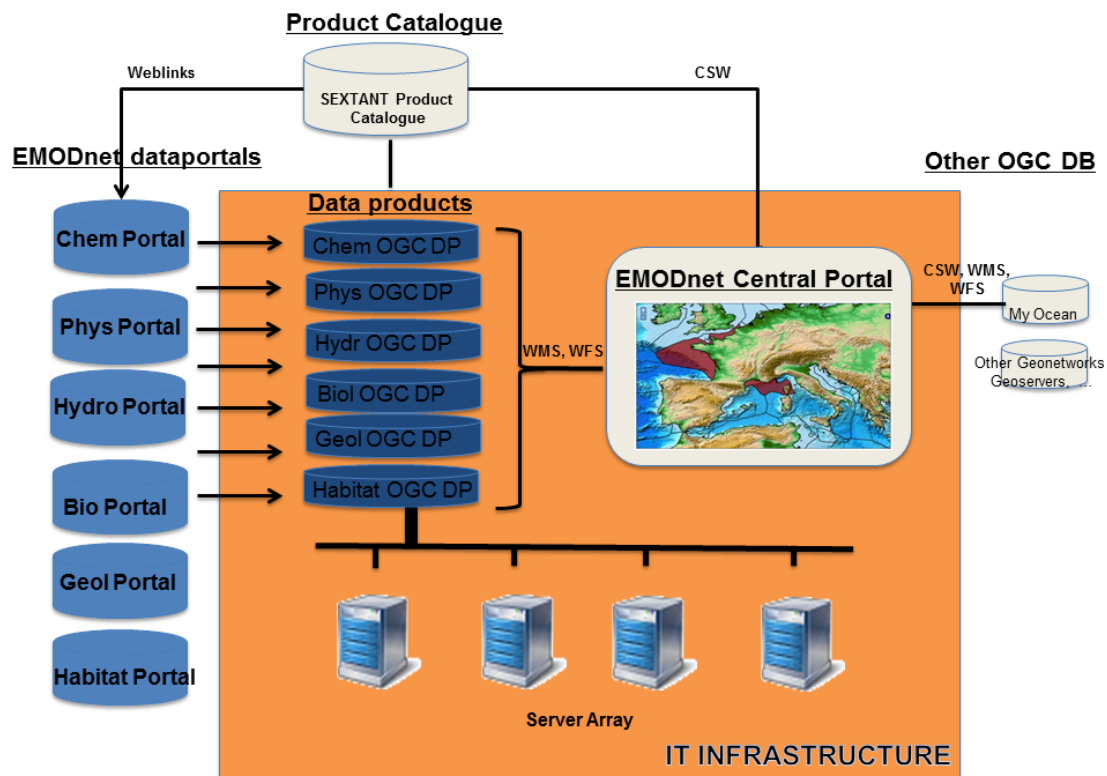 Product Catalogue
Weblinks
CSW
SEXTANT Product
Catalogue
EMODnet dataportals
Other OGC DB
Data products
Chem Portal
Chem OGC DP
Phys OGC DP
Phys Portal
Hydr OGC DP
Hydro Portal
Biol OGC DP
Geol OGC DP
Bio Portal
Habitat OGC DP
Geol Portal
Habitat Portal
WMS, WFS
EMODnet Central Portal
CSW, WMS,
WFS
My Ocean
Other Geonetworks
Geoservers, ...
Server Array
IT INFRASTRUCTURE